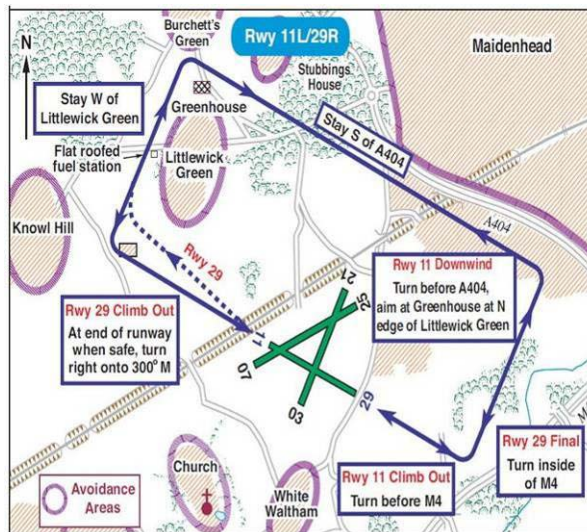 Burchett's
Green
Rwy 11L/29R
Maidenhead
N
Stubbings
House
Greenhouse
Stay W of
Littlewick Green
Stay S of A404
Flat roofed
fuel station
Littlewick
Green
Knowl Hill
A404
Rwy 29
Rwy 11 Downwind
Turn before A404,
aim at Greenhouse at N
edge of Littlewick Green
21
25
Rwy 29 Climb Out
At end of runway
when safe, turn
right onto 300° M
11
07
03
29
Rwy 29 Final
Turn inside
of M4
Rwy 11 Climb Out
Turn before M4
Church
White
Waltham
Avoidance
Areas